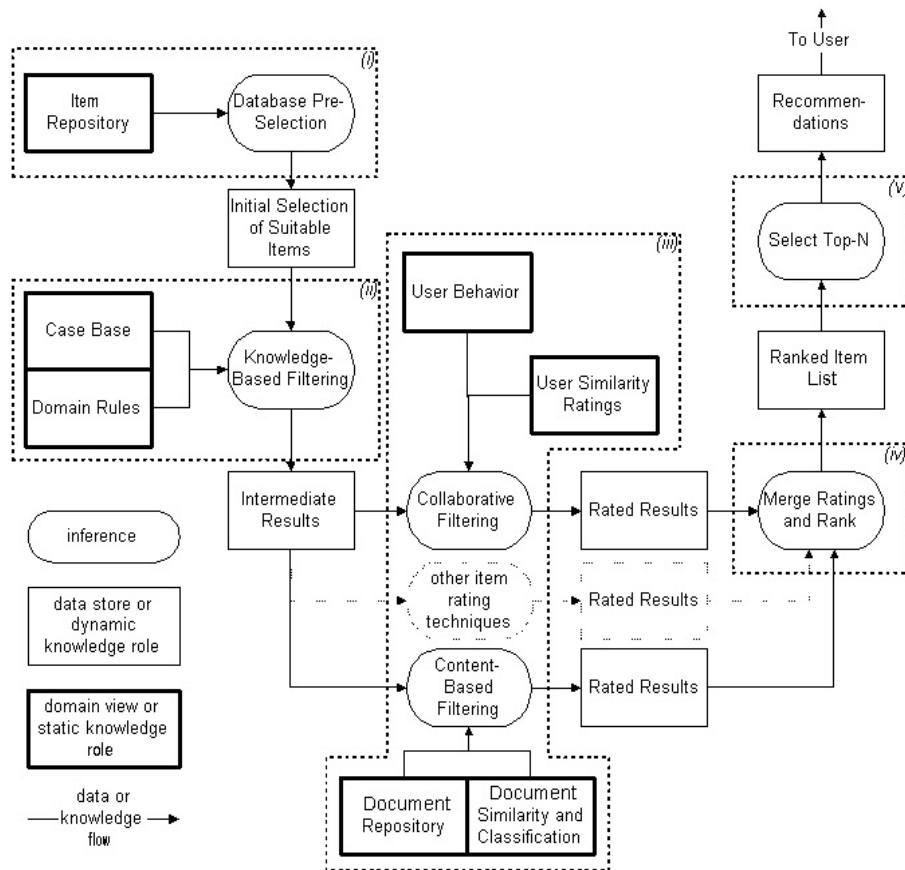 (i)
Item
Repository
Database Pre-
Selection
Initial Selection
of Suitable
Items
(ii)
Case Base
Domain Rules
Knowledge-
Based Filtering
Intermediate
Results
(iii)
User Behavior
User Similarity
Ratings
Collaborative
Filtering
other item
rating
techniques
Content-
Based
Filtering
Document
Repository
Document
Similarity and
Classification
Rated Results
Rated Results
Rated Results
(iv)
Merge Ratings
and Rank
Ranked Item
List
(v)
Select Top-N
Recommen-
dations
To User
inference
data store or
dynamic
knowledge role
domain view or
static knowledge
role
data or
knowledge
flow